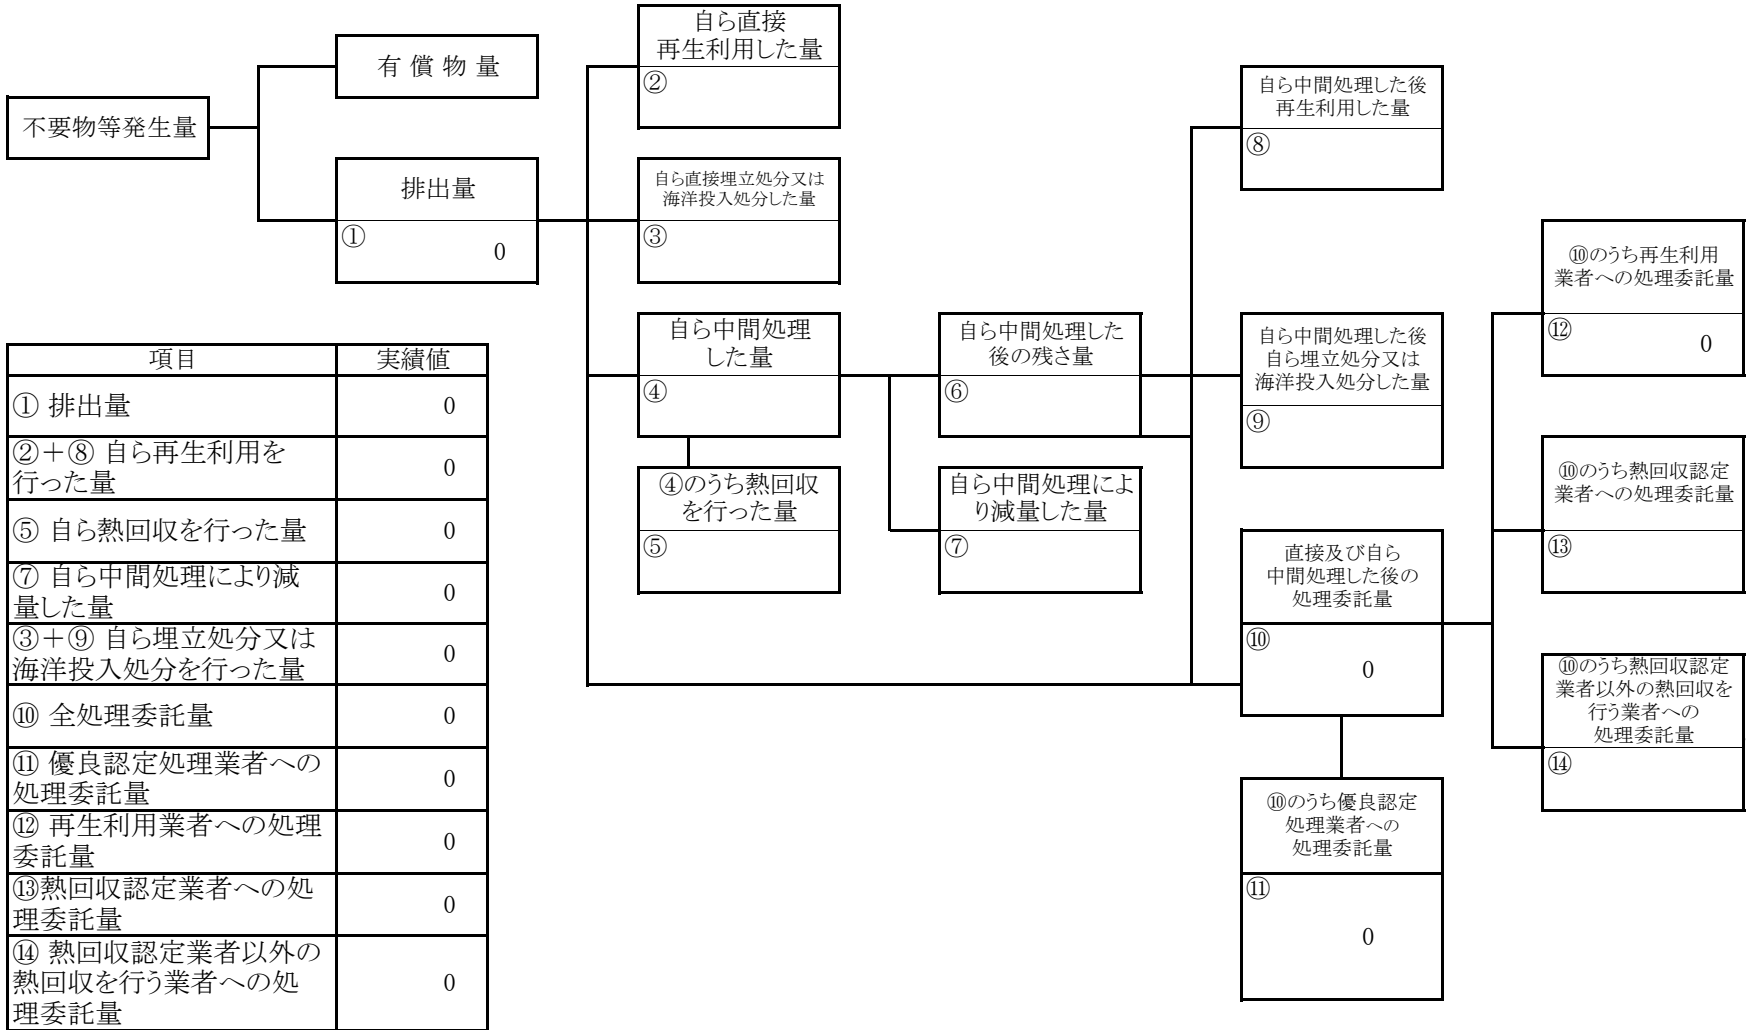 不要物等発生量
有 償 物 量
排出量
①
0
自ら直接
再生利用した量
②
自ら直接埋立処分又は
海洋投入処分した量
③
自ら中間処理
した量
④
④のうち熱回収
を行った量
⑤
自ら中間処理した
後の残さ量
⑥
自ら中間処理によ
り減量した量
⑦
自ら中間処理した後
再生利用した量
⑧
自ら中間処理した後
自ら埋立処分又は
海洋投入処分した量
⑨
直接及び自ら
中間処理した後の
処理委託量
⑩
0
⑩のうち優良認定
処理業者への
処理委託量
⑪
0
⑩のうち再生利用
業者への処理委託量
⑫
0
⑩のうち熱回収認定
業者への処理委託量
⑬
⑩のうち熱回収認定
業者以外の熱回収を
行う業者への
処理委託量
⑭
項目 実績値
① 排出量 0
②+⑧ 自ら再生利用を
行った量 0
⑤ 自ら熱回収を行った量 0
⑦ 自ら中間処理により減
量した量 0
③+⑨ 自ら埋立処分又は
海洋投入処分を行った量 0
⑩ 全処理委託量 0
⑪ 優良認定処理業者への
処理委託量 0
⑫ 再生利用業者への処理
委託量 0
⑬熱回収認定業者への処
理委託量 0
⑭ 熱回収認定業者以外の
熱回収を行う業者への処
理委託量 0